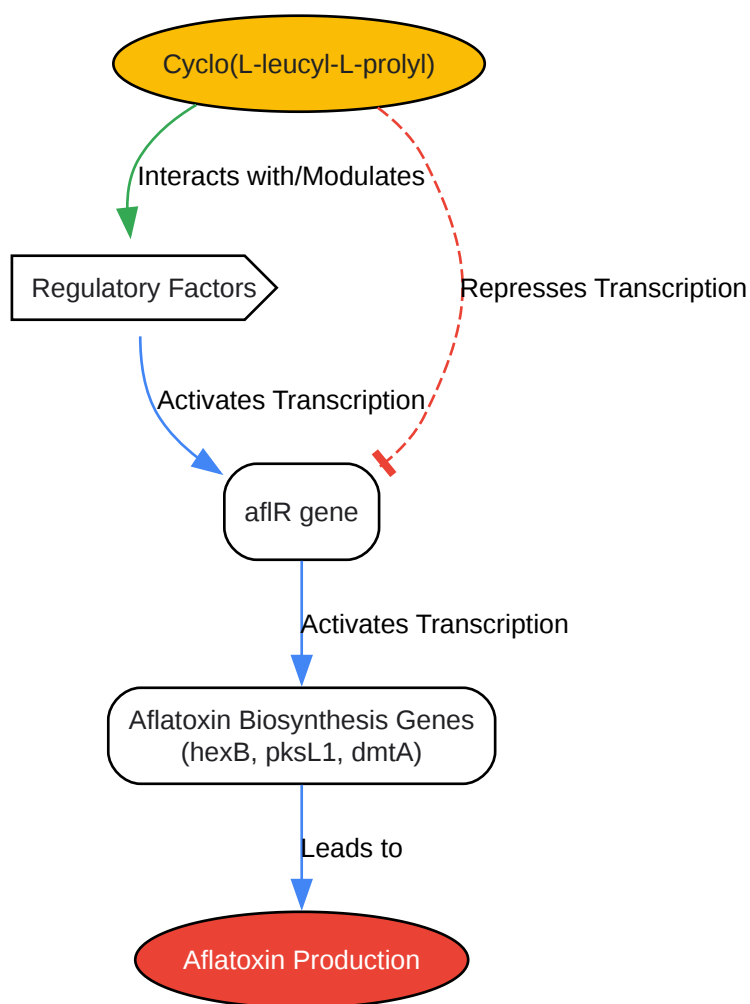 Cyclo(L-leucyl-L-prolyl)
Interacts with/Modulates
Regulatory Factors
Represses Transcription
Activates Transcription
aflR gene
Activates Transcription
Aflatoxin Biosynthesis Genes
(hexB, pksL1, dmtA)
Leads to
Aflatoxin Production